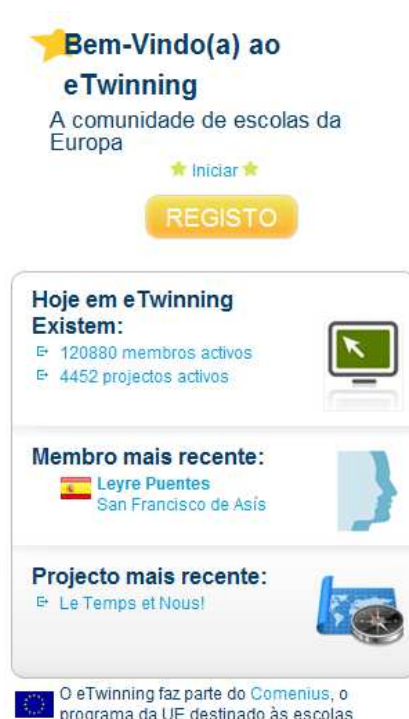 Bem-Vindo(a) ao
eTwinning
A comunidade de escolas da
Europa
Iniciar
REGISTO
Hoje em eTwinning
Existem:
120880 membros activos
4452 projectos activos
Membro mais recente:
Leyre Puentes
San Francisco de Asís
Projecto mais recente:
Le Temps et Nous!
O eTwinning faz parte do Comenius, o
programa da UE destinado às escolas